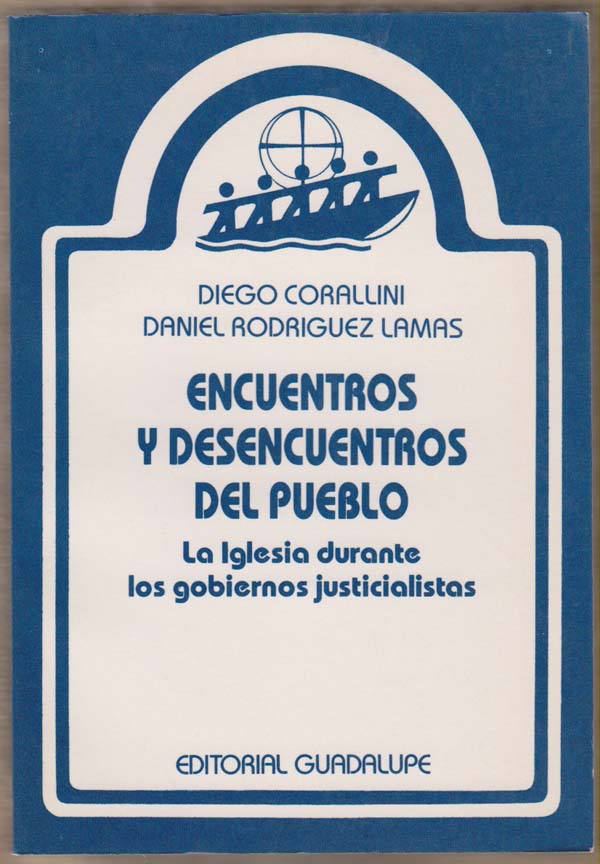 DIEGO CORALLINI
DANIEL RODRIGUEZ LAMAS
ENCUENTROS
Y DESENCUENTROS
DEL PUEBLO
La Iglesia durante
los gobiernos justicialistas
EDITORIAL GUADALUPE